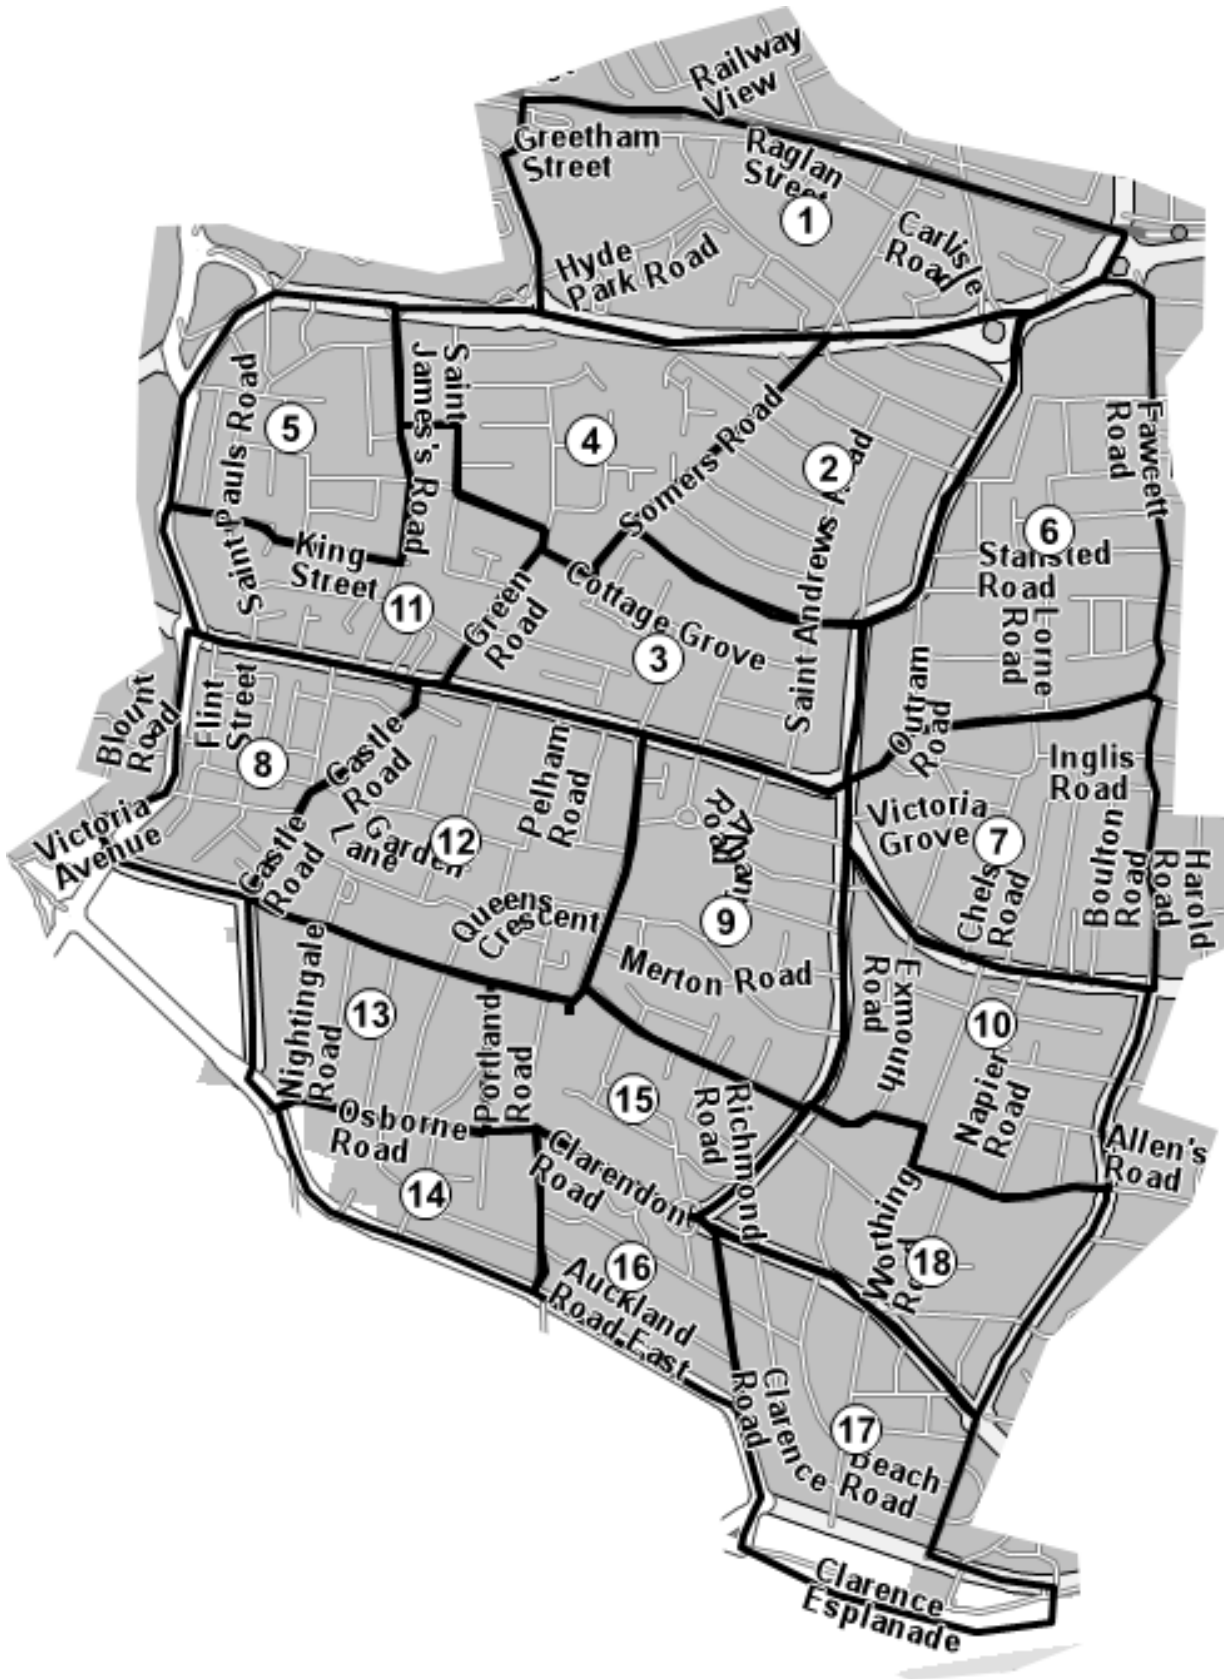 Railway
View
Greetham
Street
Raglan
Street
1
Carlisle
Road
Hyde
Park Road
Saint
James's Road
Saint Pauls Road
5
4
Somers Road
2
Saint Andrews Road
Fawcett
Road
6
Stansted
Road
King
Street
11
Green
Road
Cottage Grove
3
Lorne
Road
Outram
Road
Blount
Road
Flint
Street
8
Castle
Road
Pelham
Road
Inglis
Road
Victoria
Grove
7
Victoria
Avenue
Castle
Road
Garden
Lane
12
Road
9
Queens
Crescent
Chels
Road
Boulton
Road
Harold
Road
Merton Road
Exmouth
Road
10
Nightingale
Road
13
Portland
Road
15
Richmond
Road
Napier
Road
Allen's
Road
Osborne
Road
14
Clarendon
Road
Worthing
18
16
Auckland
Road East
Clarence
Road
17
Beach
Road
Clarence
Esplanade